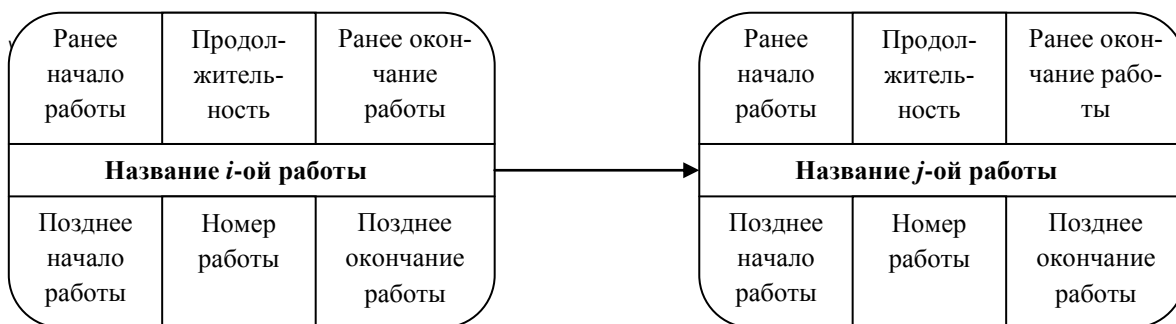 Ранее
начало
работы
Продол-
житель-
ность
Ранее окон-
чание
работы
Название i-ой работы
Позднее
начало
работы
Номер
работы
Позднее
окончание
работы
Ранее
начало
работы
Продол-
житель-
ность
Ранее окон-
чание рабо-
ты
Название j-ой работы
Позднее
начало
работы
Номер
работы
Позднее
окончание
работы